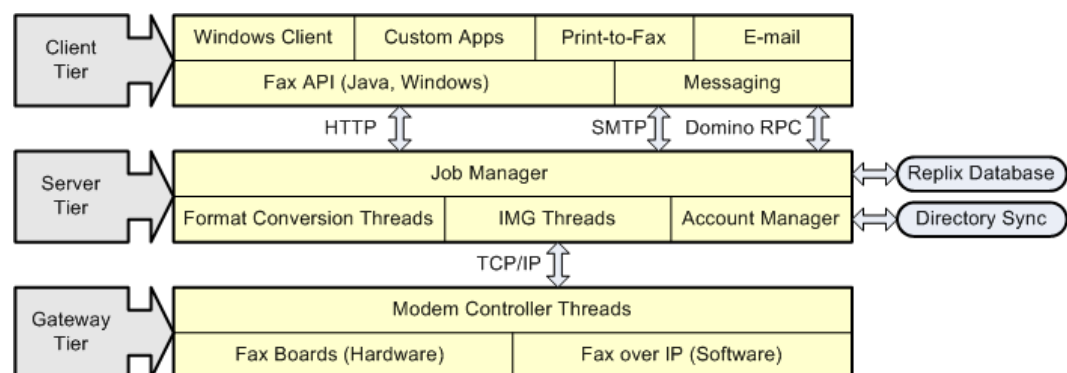 Client
Tier
Windows Client
Custom Apps
Print-to-Fax
E-mail
Fax API (Java, Windows)
Messaging
HTTP
SMTP
Domino RPC
Server
Tier
Job Manager
Replix Database
Format Conversion Threads
IMG Threads
Account Manager
Directory Sync
TCP/IP
Gateway
Tier
Modem Controller Threads
Fax Boards (Hardware)
Fax over IP (Software)